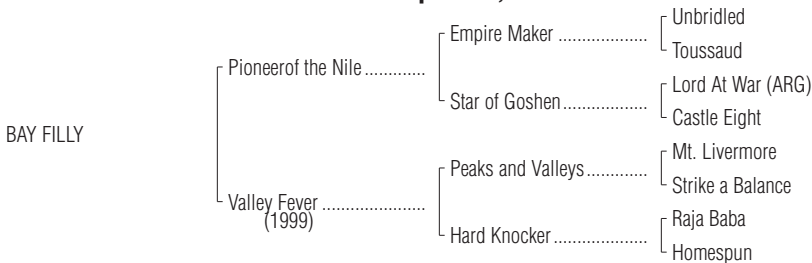 Unbridled
Empire Maker ....................
Toussaud
Pioneerof the Nile .............
Lord At War (ARG)
Star of Goshen ...................
Castle Eight
BAY FILLY
Mt. Livermore
Peaks and Valleys .............
Strike a Balance
Valley Fever ......................
(1999)
Raja Baba
Hard Knocker ....................
Homespun